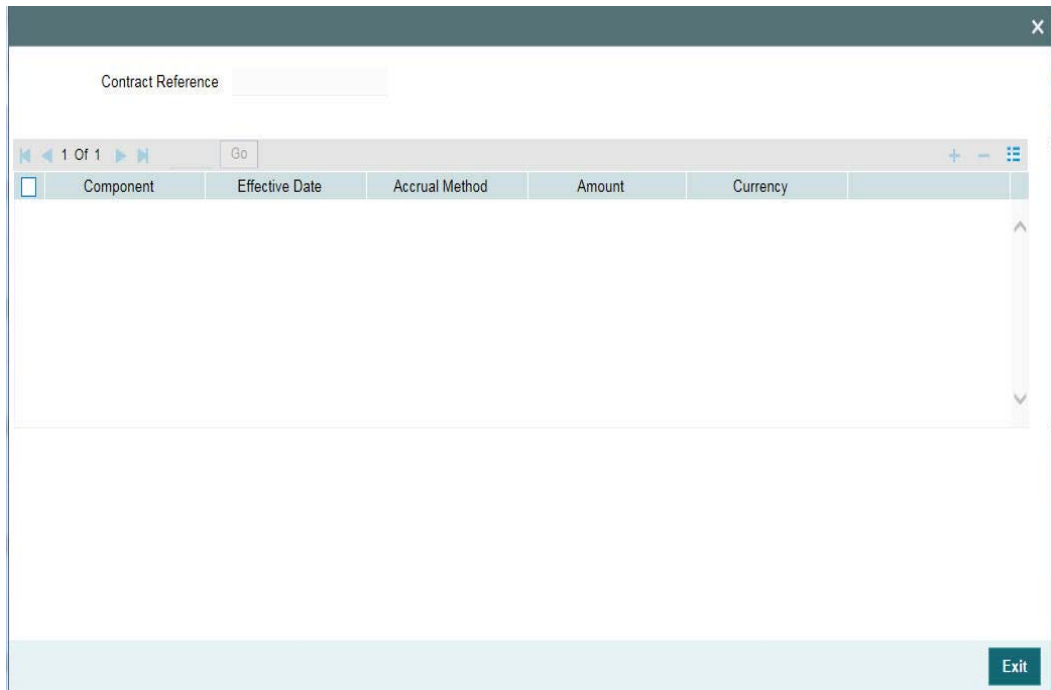 X
Contract Reference
1 Of 1 Go + -
Component Effective Date Accrual Method Amount Currency
Exit